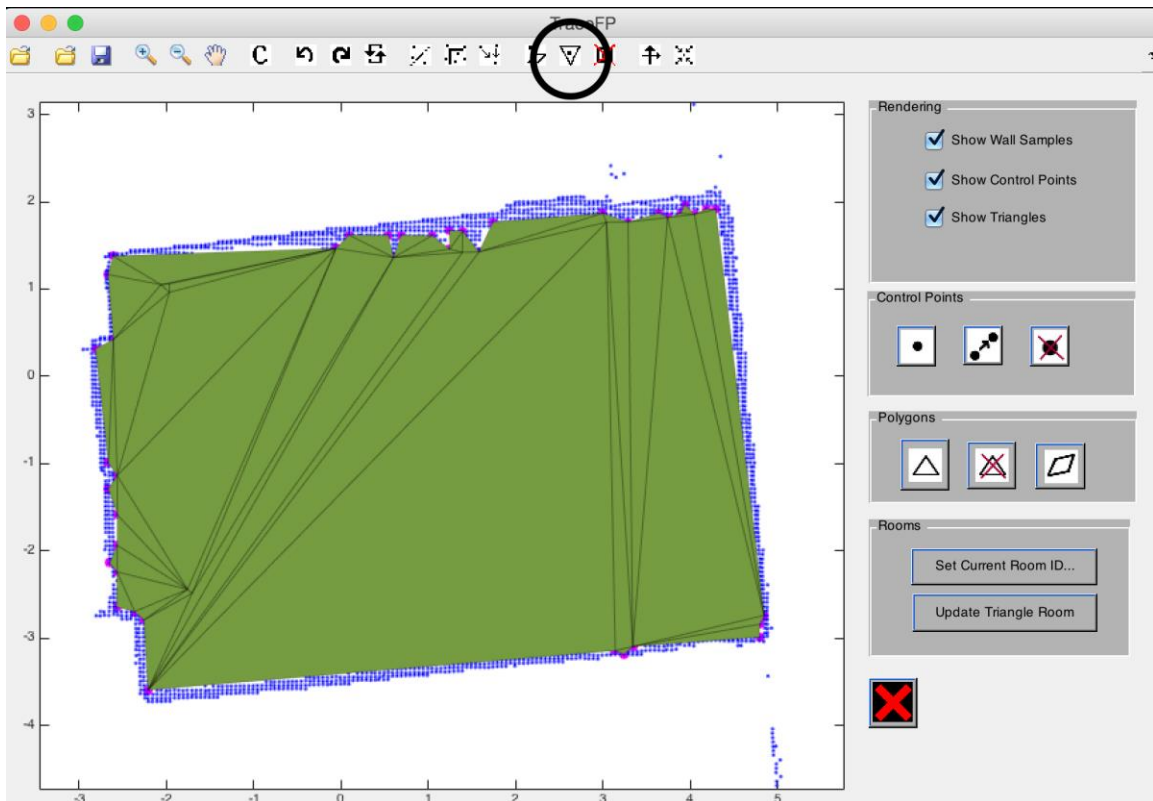 TraceFP
C
Rendering
Show Wall Samples
Show Control Points
Show Triangles
Control Points
Polygons
Rooms
Set Current Room ID...
Update Triangle Room
3
2
1
0
-1
-2
-3
-4
-3
-2
-1
0
1
2
3
4
5